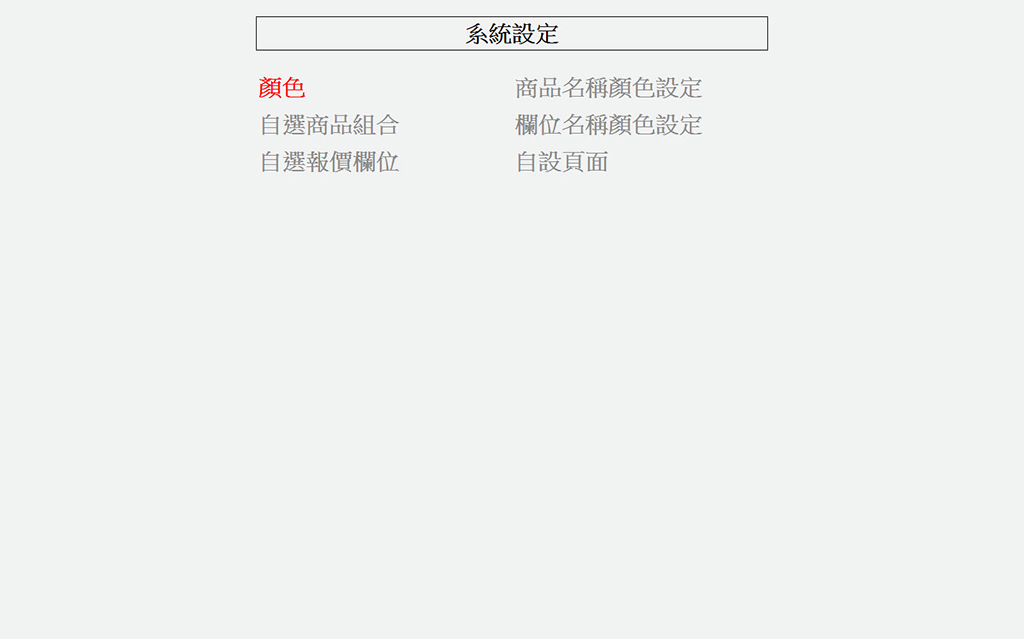 系統設定
顏色
商品名稱顏色設定
自選商品組合
欄位名稱顏色設定
自選報價欄位
自設頁面